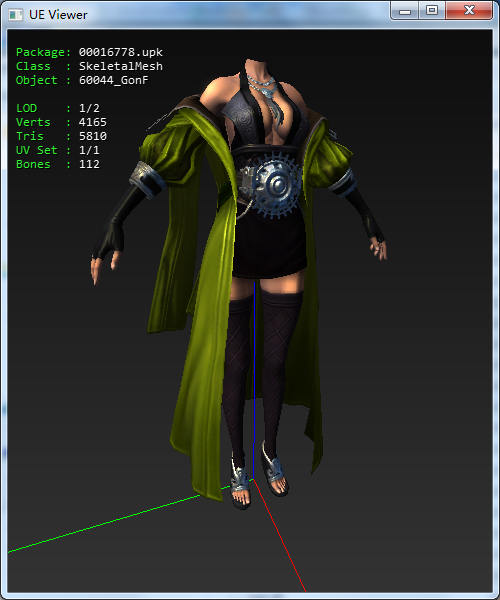 UE Viewer
Package: 00016778.upk
Class : SkeletalMesh
Object : 60044_GonF
LOD : 1/2
Verts : 4165
Tris : 5810
UV Set : 1/1
Bones : 112